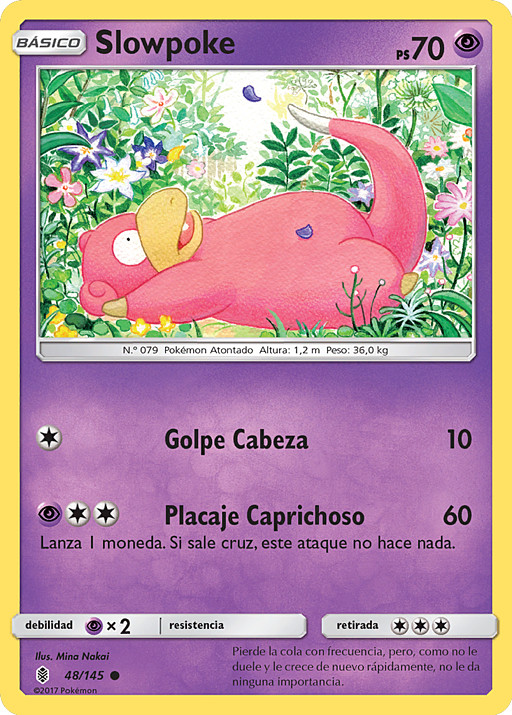 BÁSICO Slowpoke PS70
N.º 079 Pokémon Atontado Altura: 1,2 m Peso: 36,0 kg
Golpe Cabeza 10
Placaje Caprichoso 60
Lanza 1 moneda. Si sale cruz, este ataque no hace nada.
debilidad ×2 resistencia retirada
Ilus. Mina Nakai
48/145
©2017 Pokémon
Pierde la cola con frecuencia, pero, como no le
duele y le crece de nuevo rápidamente, no le da
ninguna importancia.